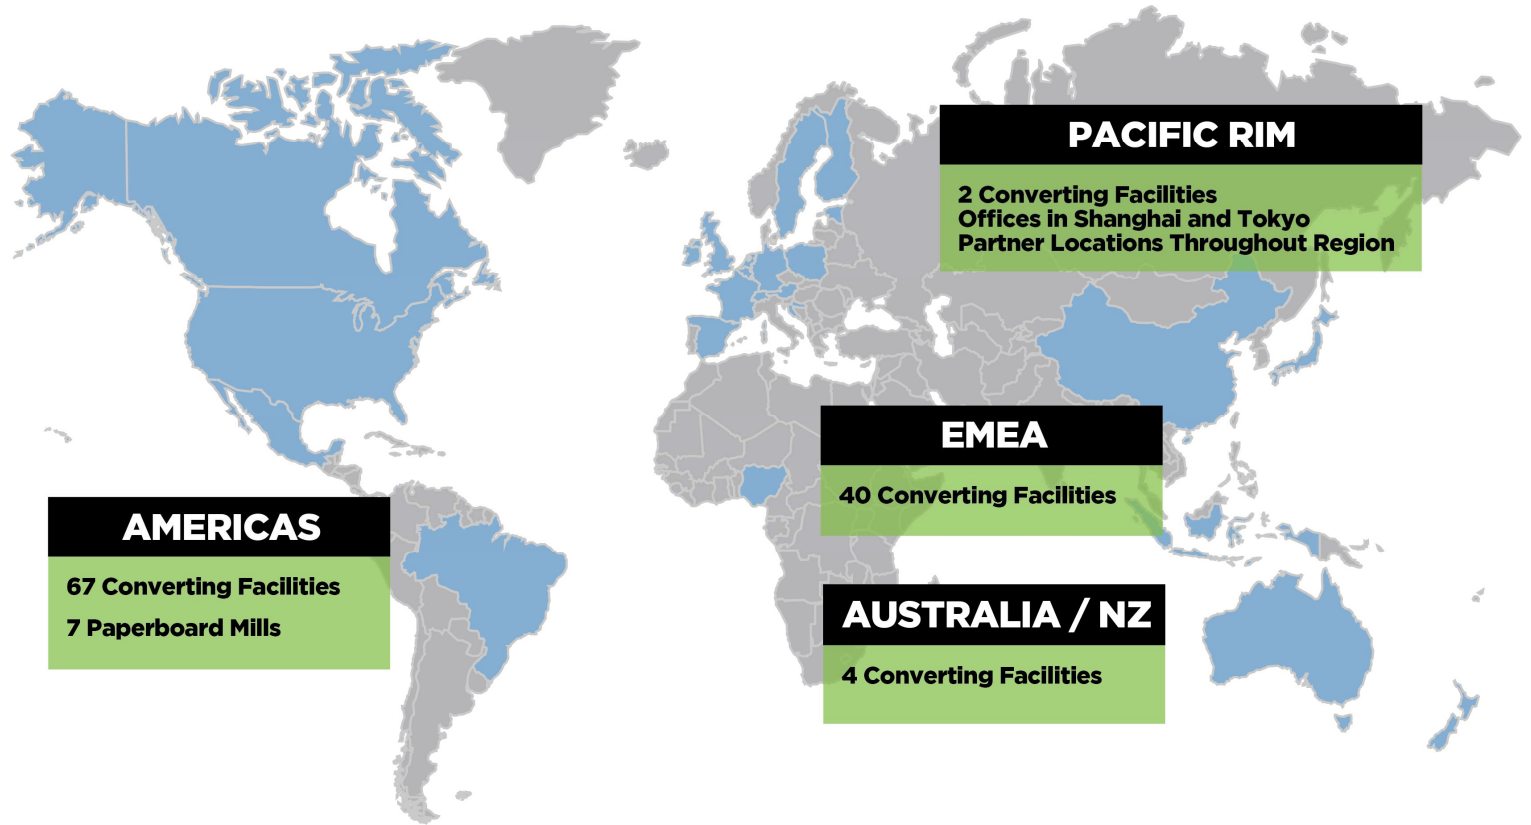 PACIFIC RIM
2 Converting Facilities
Offices in Shanghai and Tokyo
Partner Locations Throughout Region
EMEA
40 Converting Facilities
AMERICAS
67 Converting Facilities
7 Paperboard Mills
AUSTRALIA / NZ
4 Converting Facilities